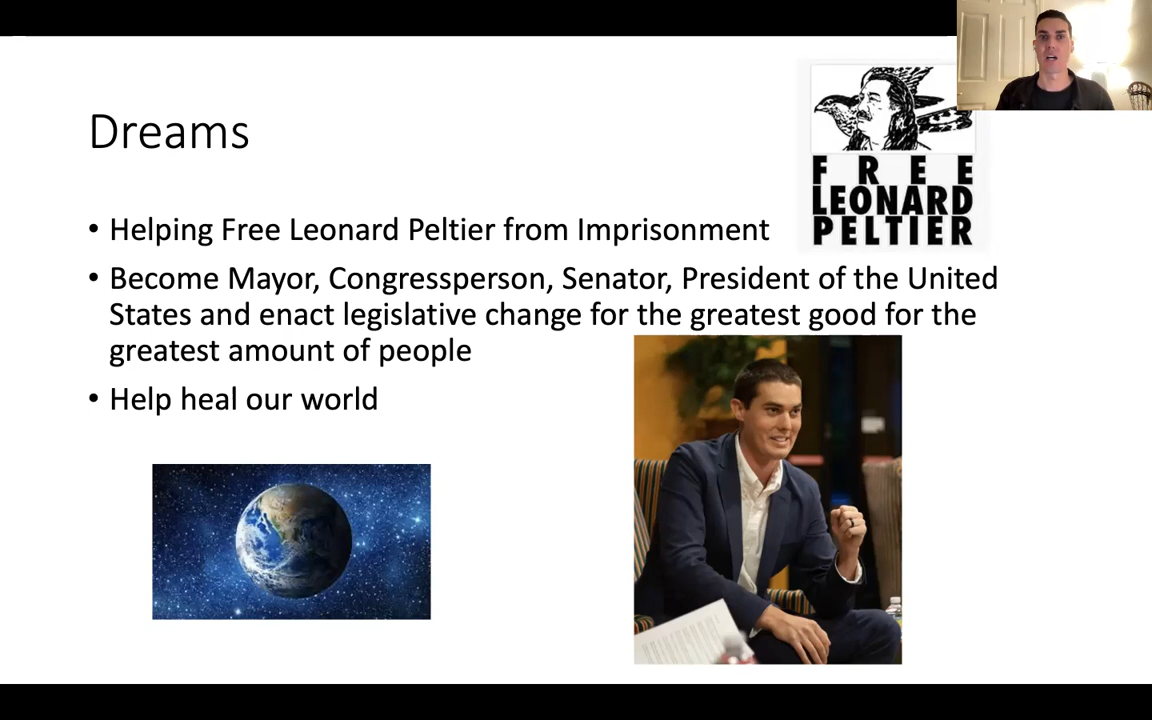 Dreams
FREE
LEONARD
PELTIER
• Helping Free Leonard Peltier from Imprisonment
• Become Mayor, Congressperson, Senator, President of the United
States and enact legislative change for the greatest good for the
greatest amount of people
• Help heal our world